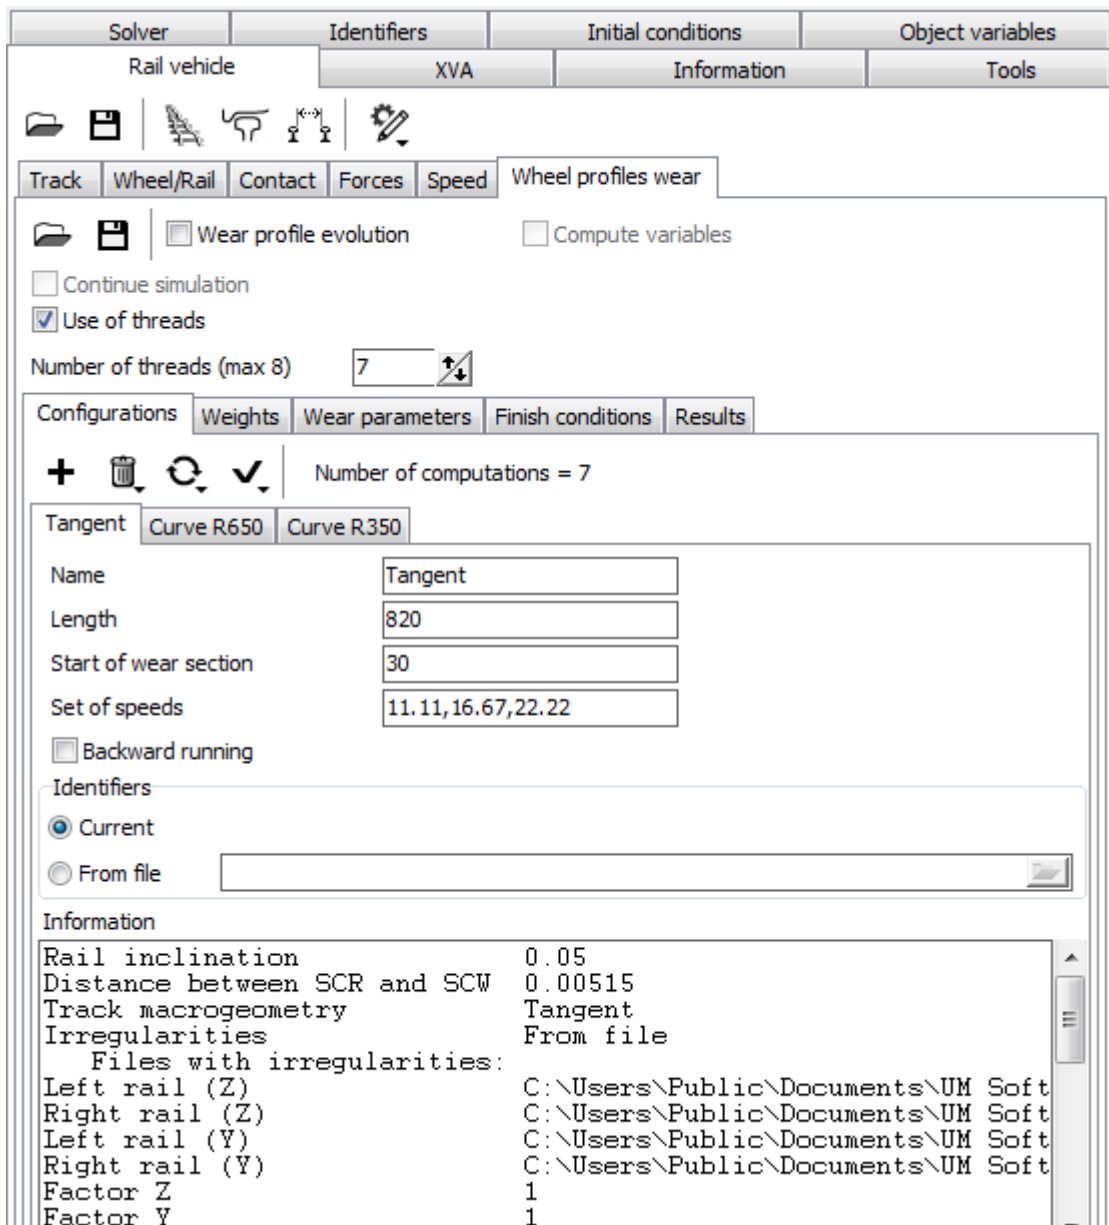 Solver Identifiers Initial conditions Object variables
Rail vehicle XVA Information Tools
Track Wheel/Rail Contact Forces Speed Wheel profiles wear
Wear profile evolution Compute variables
Continue simulation
Use of threads
Number of threads (max 8) 7
Configurations Weights Wear parameters Finish conditions Results
Number of computations = 7
Tangent Curve R650 Curve R350
Name Tangent
Length 820
Start of wear section 30
Set of speeds 11.11,16.67,22.22
Backward running
Identifiers
Current
From file
Information
Rail inclination 0.05
Distance between SCR and SCW 0.00515
Track macrogeometry Tangent
Irregularities From file
Files with irregularities:
Left rail (Z) C:\Users\Public\Documents\UM Soft
Right rail (Z) C:\Users\Public\Documents\UM Soft
Left rail (Y) C:\Users\Public\Documents\UM Soft
Right rail (Y) C:\Users\Public\Documents\UM Soft
Factor Z 1
Factor Y 1